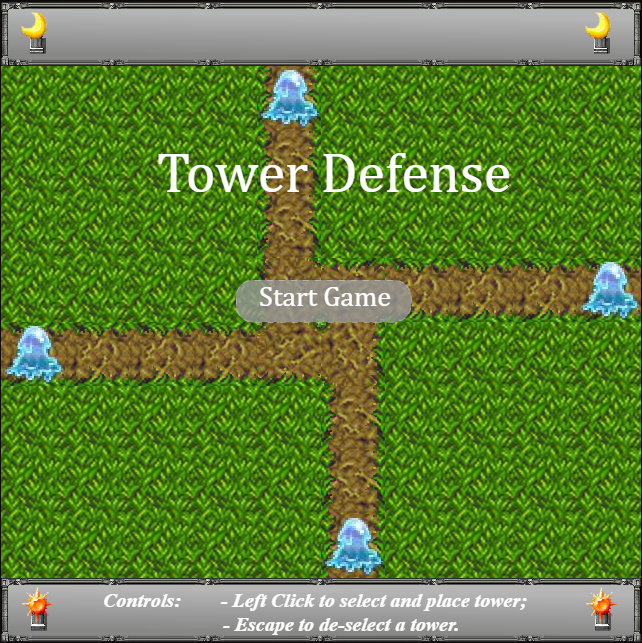 Tower Defense
Start Game
Controls: - Left Click to select and place tower;
- Escape to de-select a tower.